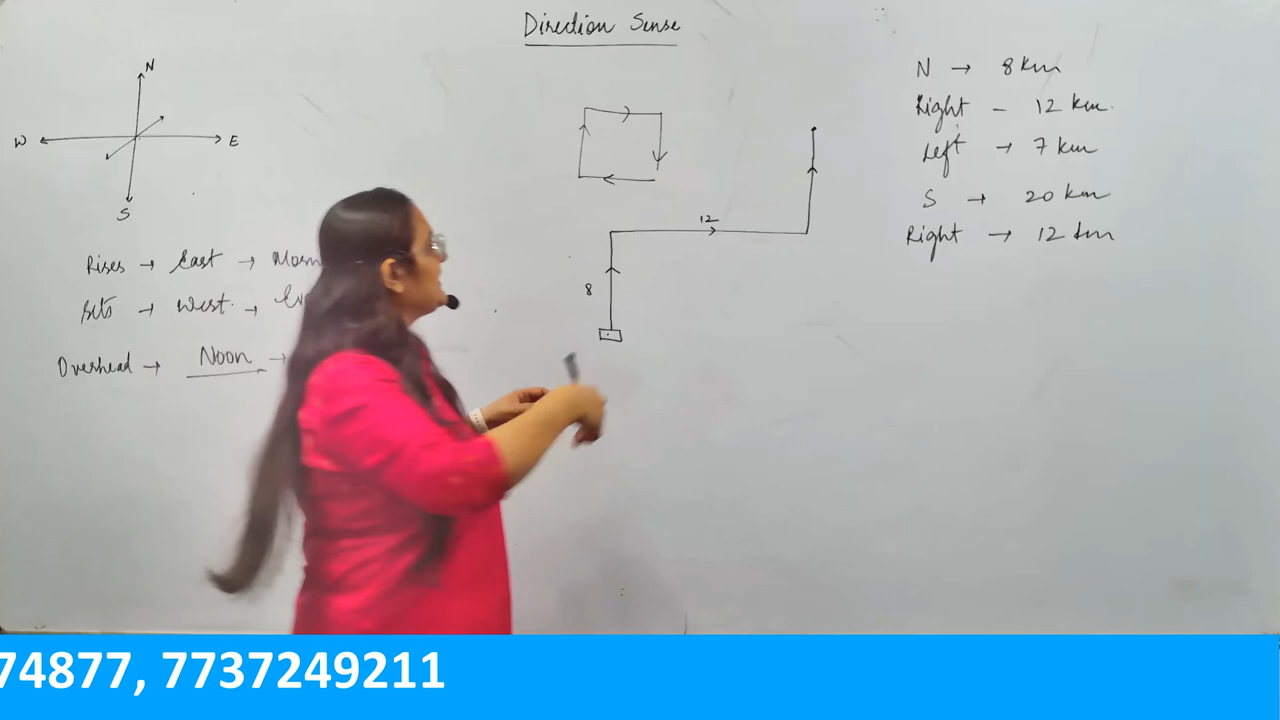 Direction Sense
N
W
E
S
Rises → East →
Sets → West. →
Overhead → Noon →
12
8
N → 8 km
Right - 12 km.
Left → 7 km
S → 20 km
Right → 12 km
74877, 7737249211